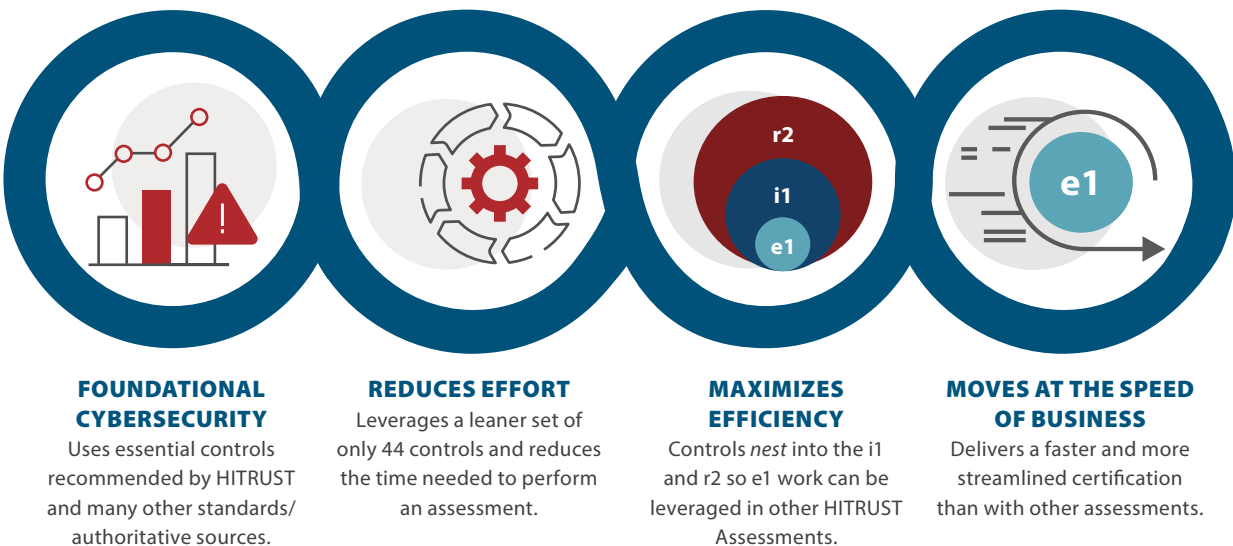 !
r2
i1
e1
e1
FOUNDATIONAL
CYBERSECURITY
Uses essential controls
recommended by HITRUST
and many other standards/
authoritative sources.
REDUCES EFFORT
Leverages a leaner set of
only 44 controls and reduces
the time needed to perform
an assessment.
MAXIMIZES
EFFICIENCY
Controls nest into the i1
and r2 so e1 work can be
leveraged in other HITRUST
Assessments.
MOVES AT THE SPEED
OF BUSINESS
Delivers a faster and more
streamlined certification
than with other assessments.